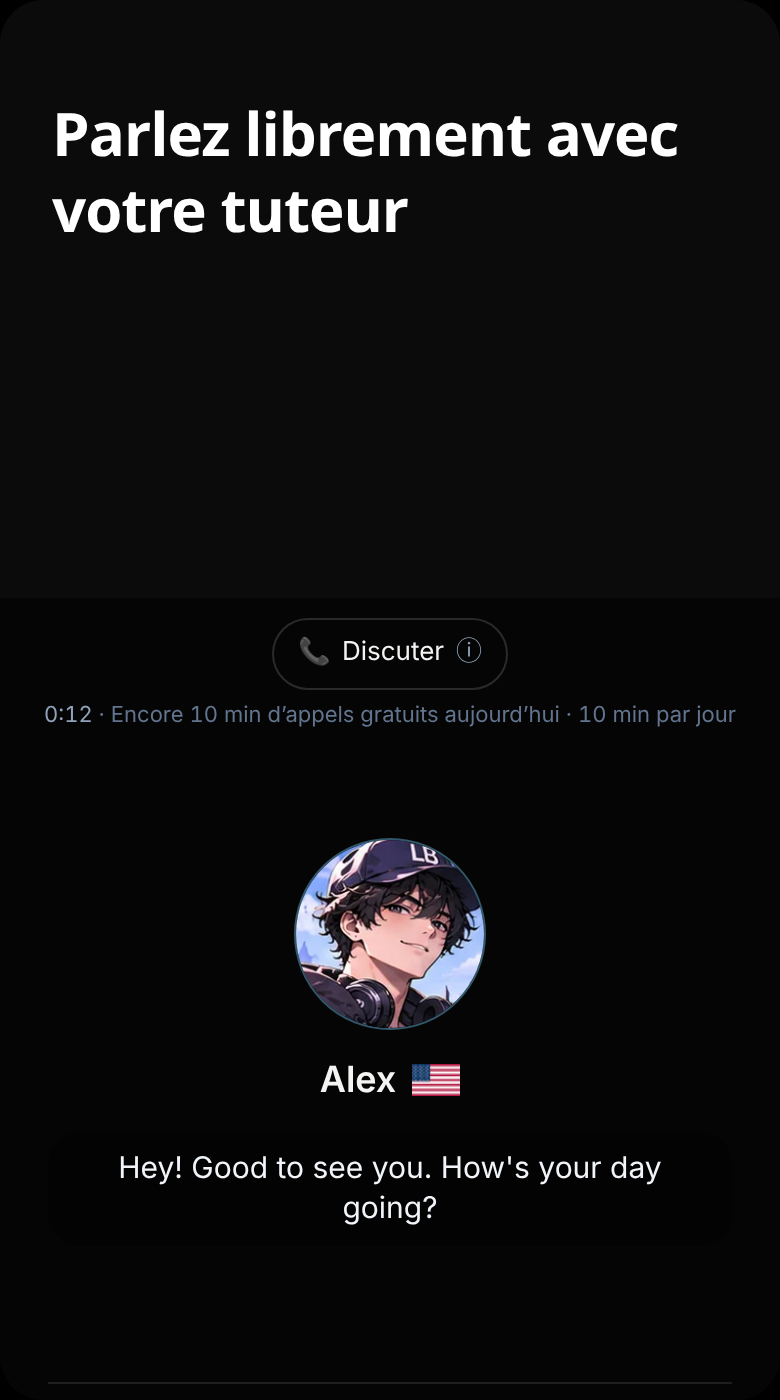 Parlez librement avec
votre tuteur
📞 Discuter ⓘ
0:12 · Encore 10 min d’appels gratuits aujourd’hui · 10 min par jour
LB
Alex 🇺🇸
Hey! Good to see you. How's your day
going?